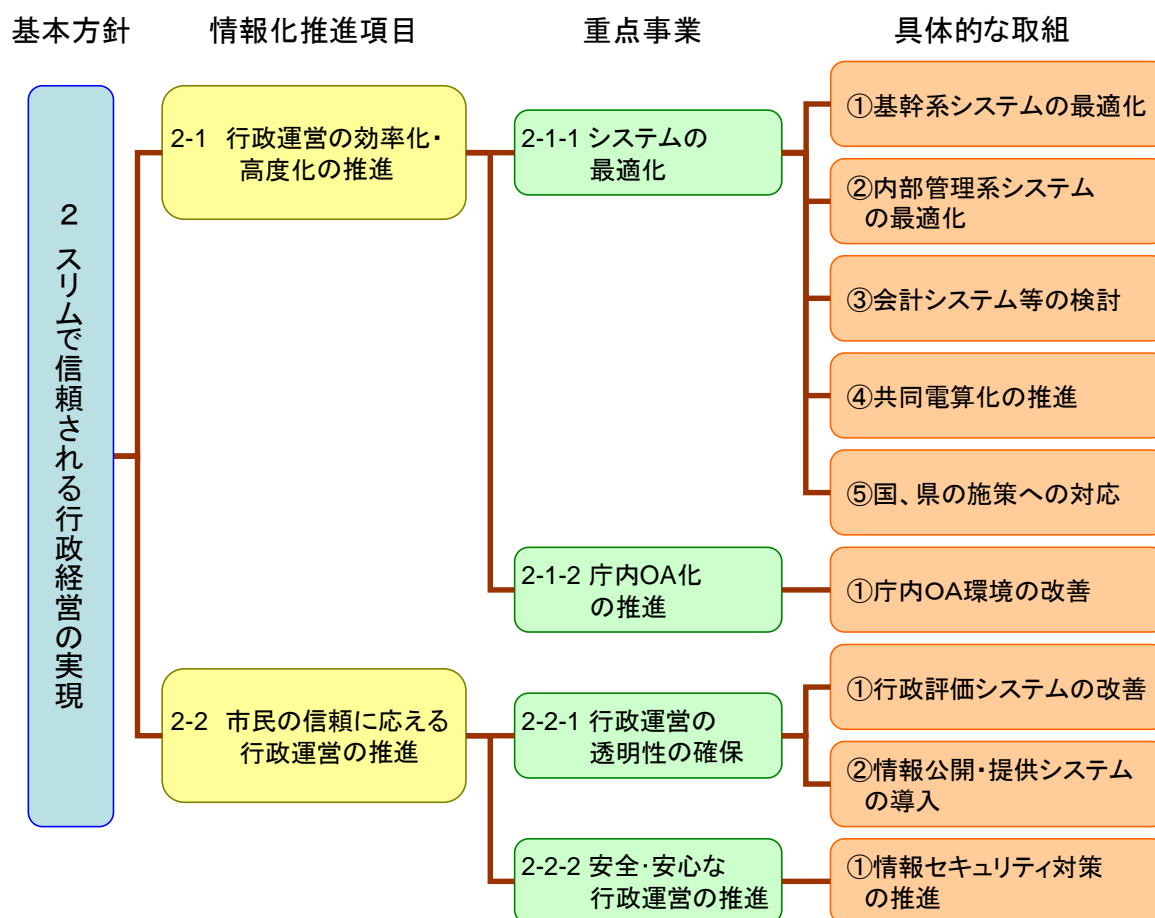 基本方針 情報化推進項目 重点事業 具体的な取組
2 スリムで信頼される行政経営の実現
2-1 行政運営の効率化・
高度化の推進
2-1-1 システムの
最適化
①基幹系システムの最適化
②内部管理系システム
の最適化
③会計システム等の検討
④共同電算化の推進
⑤国、県の施策への対応
2-1-2 庁内OA化
の推進
①庁内OA環境の改善
2-2 市民の信頼に応える
行政運営の推進
2-2-1 行政運営の
透明性の確保
①行政評価システムの改善
②情報公開・提供システム
の導入
2-2-2 安全・安心な
行政運営の推進
①情報セキュリティ対策
の推進